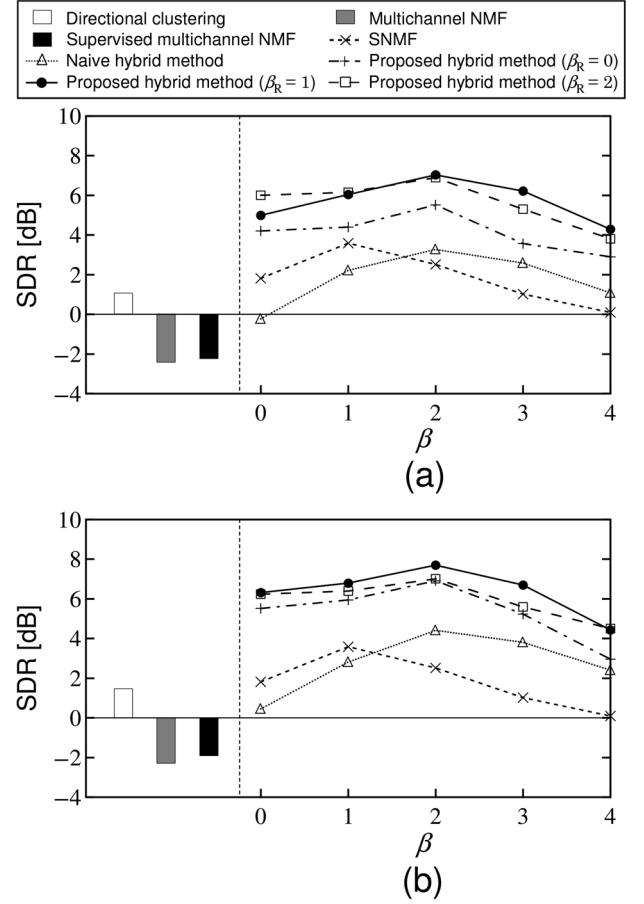 Directional clustering Multichannel NMF
Supervised multichannel NMF SNMF
Naive hybrid method Proposed hybrid method (βR = 0)
Proposed hybrid method (βR = 1) Proposed hybrid method (βR = 2)
10
8
6
4
2
0
−2
−4
SDR [dB]
0 1 2 3 4
β
(a)
10
8
6
4
2
0
−2
−4
SDR [dB]
0 1 2 3 4
β
(b)